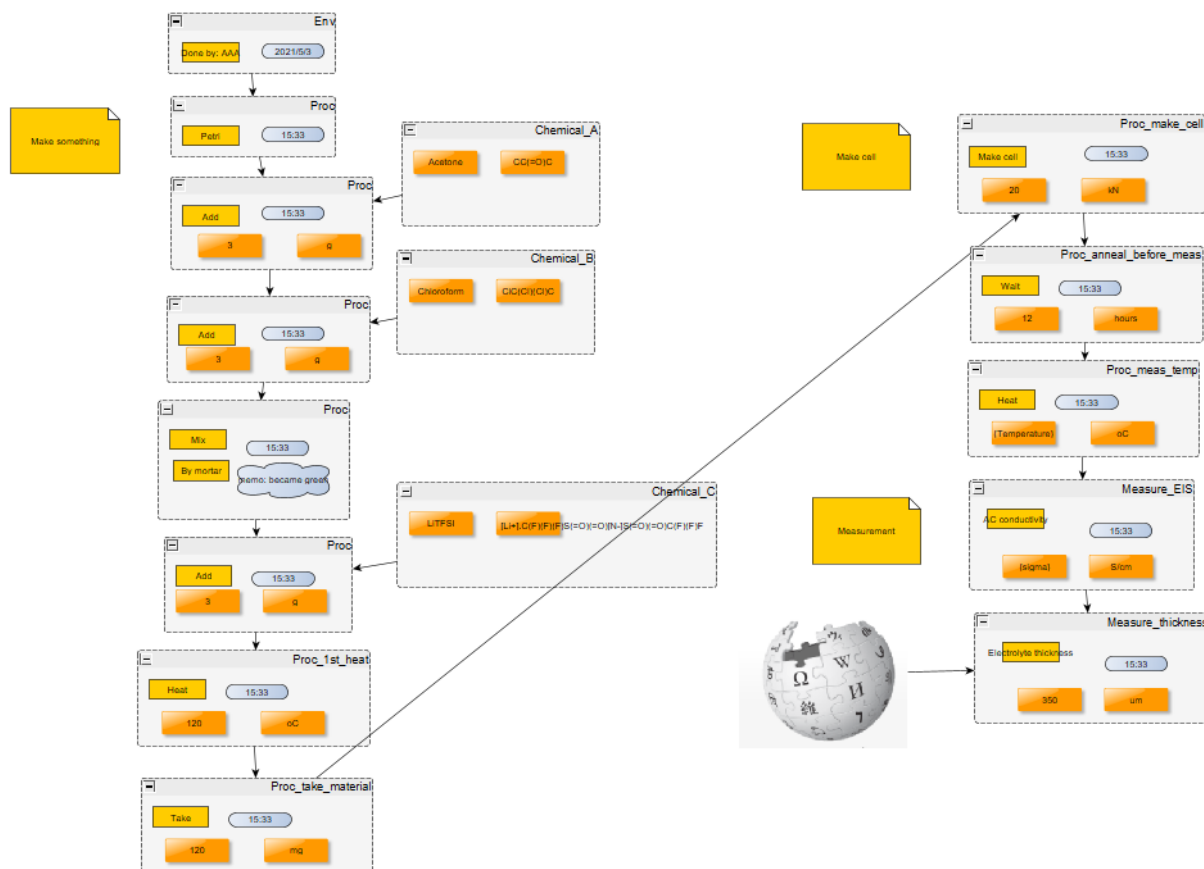 Env
Done by: AAA
2021/5/3
Make something
Proc
Petri
15:33
Proc
Add
15:33
3
g
Chemical_A
Acetone
CC(=O)C
Proc
Add
15:33
3
g
Chemical_B
Chloroform
ClC(Cl)(Cl)C
Proc
Mix
15:33
By mortar
memo: became green
Proc
Add
15:33
3
g
Chemical_C
LiTFSI
[Li+].C(F)(F)(F)S(=O)(=O)[N-]S(=O)(=O)C(F)(F)F
Proc_1st_heat
Heat
15:33
120
oC
Proc_take_material
Take
15:33
120
mg
Make cell
Proc_make_cell
Make cell
15:33
20
kN
Proc_anneal_before_meas
Wait
15:33
12
hours
Proc_meas_temp
Heat
15:33
{Temperature}
oC
Measurement
Measure_EIS
AC conductivity
15:33
{sigma}
S/cm
Measure_thickness
Electrolyte thickness
15:33
350
um
Ω
W
И
維